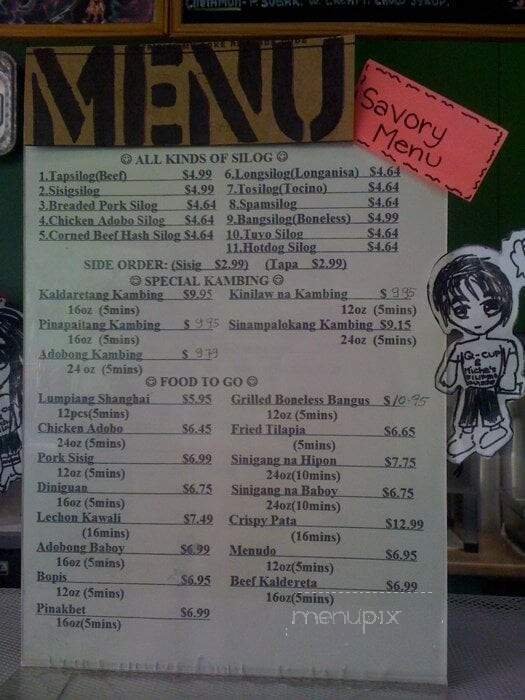 MENU
Savory
Menu
☺ ALL KINDS OF SILOG ☺
1.Tapsilog(Beef) $4.99
2.Sisigsilog $4.99
3.Breaded Pork Silog $4.64
4.Chicken Adobo Silog $4.64
5.Corned Beef Hash Silog $4.64
6.Longsilog(Longanisa) $4.64
7.Tosilog(Tocino) $4.64
8.Spamsilog $4.64
9.Bangsilog(Boneless) $4.99
10.Tuyo Silog $4.64
11.Hotdog Silog $4.64
SIDE ORDER: (Sisig $2.99) (Tapa $2.99)
☺ SPECIAL KAMBING ☺
Kaldaretang Kambing $9.95
16oz (5mins)
Pinapaitang Kambing $ 9.95
16oz (5mins)
Adobong Kambing $ 9.79
24 oz (5mins)
Kinilaw na Kambing $ 9.95
12oz (5mins)
Sinampalokang Kambing $9.15
24oz (5mins)
☺ FOOD TO GO ☺
Lumpiang Shanghai $5.95
12pcs(5mins)
Chicken Adobo $6.45
24oz (5mins)
Pork Sisig $6.99
12oz (5mins)
Diniguan $6.75
16oz (5mins)
Lechon Kawali $7.49
(16mins)
Adobong Baboy $6.99
16oz (5mins)
Bopis $6.95
12oz (5mins)
Pinakbet $6.99
16oz(5mins)
Grilled Boneless Bangus $10.95
12oz (5mins)
Fried Tilapia $6.65
(5mins)
Sinigang na Hipon $7.75
24oz(10mins)
Sinigang na Baboy $6.75
24oz(10mins)
Crispy Pata $12.99
(16mins)
Menudo $6.95
12oz(5mins)
Beef Kaldereta $6.99
16oz(5mins)
Q-CUP
&
menupix